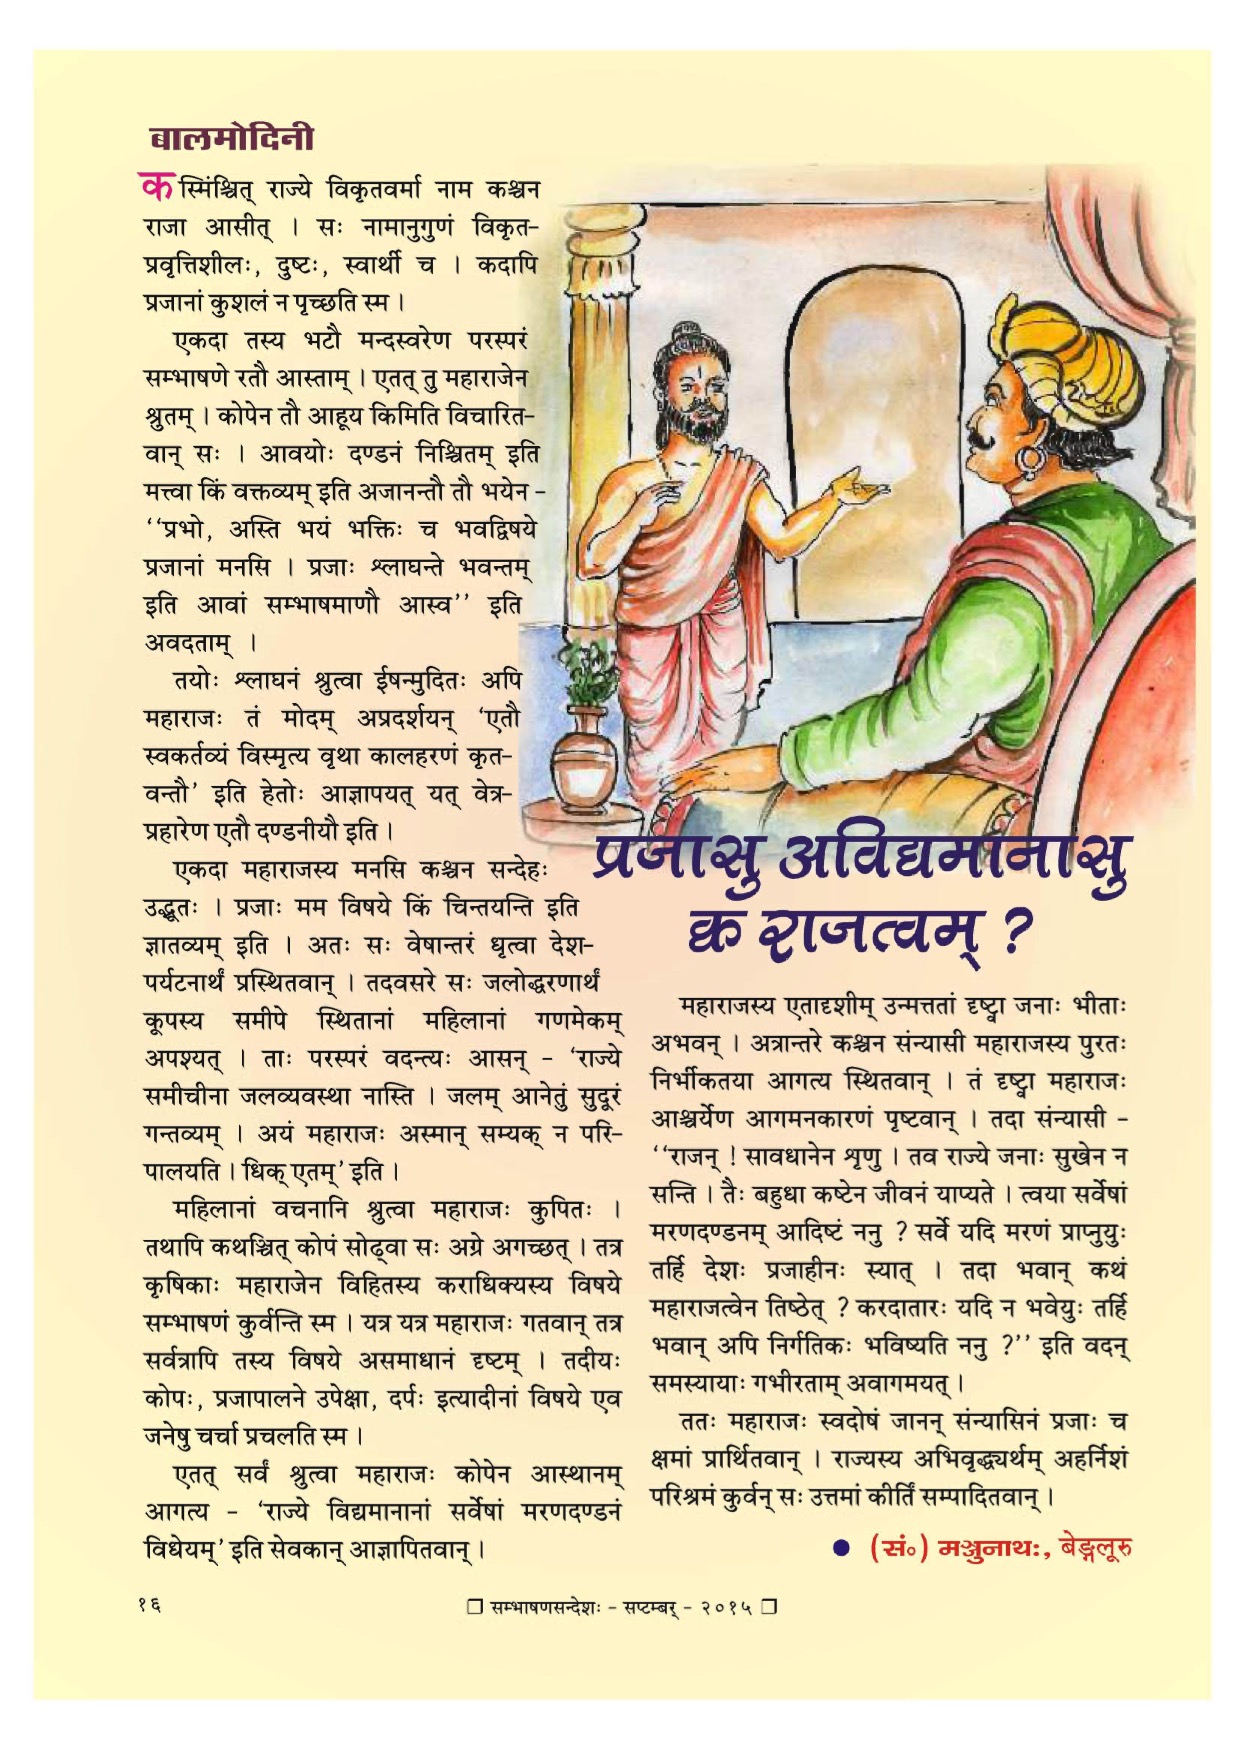 बालमोदिनी
कस्मिंश्चित् राज्ये विकृतवर्मा नाम कश्चन
राजा आसीत् । सः नामानुगुणं विकृत-
प्रवृत्तिशीलः, दुष्टः, स्वार्थी च । कदापि
प्रजानां कुशलं न पृच्छति स्म ।
एकदा तस्य भटौ मन्दस्वरेण परस्परं
सम्भाषणे रतौ आस्ताम् । एतत् तु महाराजेन
श्रुतम् । कोपेन तौ आहूय किमिति विचारित-
वान् सः । आवयोः दण्डनं निश्चितम् इति
मत्त्वा किं वक्तव्यम् इति अजानन्तौ तौ भयेन -
‘‘प्रभो, अस्ति भयं भक्तिः च भवद्विषये
प्रजानां मनसि । प्रजाः श्लाघन्ते भवन्तम्
इति आवां सम्भाषमाणौ आस्व’’ इति
अवदताम् ।
तयोः श्लाघनं श्रुत्वा ईषन्मुदितः अपि
महाराजः तं मोदम् अप्रदर्शयन् ‘एतौ
स्वकर्तव्यं विस्मृत्य वृथा कालहरणं कृत-
वन्तौ’ इति हेतोः आज्ञापयत् यत् वेत्र-
प्रहारेण एतौ दण्डनीयौ इति ।
एकदा महाराजस्य मनसि कश्चन सन्देहः
उद्भूतः । प्रजाः मम विषये किं चिन्तयन्ति इति
ज्ञातव्यम् इति । अतः सः वेषान्तरं धृत्वा देश-
पर्यटनार्थं प्रस्थितवान् । तदवसरे सः जलोद्धरणार्थं
कूपस्य समीपे स्थितानां महिलानां गणमेकम्
अपश्यत् । ताः परस्परं वदन्त्यः आसन् - ‘राज्ये
समीचीना जलव्यवस्था नास्ति । जलम् आनेतुं सुदूरं
गन्तव्यम् । अयं महाराजः अस्मान् सम्यक् न परि-
पालयति । धिक् एतम्’ इति ।
महिलानां वचनानि श्रुत्वा महाराजः कुपितः ।
तथापि कथञ्चित् कोपं सोढ्वा सः अग्रे अगच्छत् । तत्र
कृषिकाः महाराजेन विहितस्य कराधिक्यस्य विषये
सम्भाषणं कुर्वन्ति स्म । यत्र यत्र महाराजः गतवान् तत्र
सर्वत्रापि तस्य विषये असमाधानं दृष्टम् । तदीयः
कोपः, प्रजापालने उपेक्षा, दर्पः इत्यादीनां विषये एव
जनेषु चर्चा प्रचलति स्म ।
एतत् सर्वं श्रुत्वा महाराजः कोपेन आस्थानम्
आगत्य - ‘राज्ये विद्यमानानां सर्वेषां मरणदण्डनं
विधेयम्’ इति सेवकान् आज्ञापितवान् ।
प्रजासु अविद्यमानासु
क्व राजत्वम् ?
महाराजस्य एतादृशीम् उन्मत्ततां दृष्ट्वा जनाः भीताः
अभवन् । अत्रान्तरे कश्चन संन्यासी महाराजस्य पुरतः
निर्भीकतया आगत्य स्थितवान् । तं दृष्ट्वा महाराजः
आश्चर्येण आगमनकारणं पृष्टवान् । तदा संन्यासी -
‘‘राजन् ! सावधानेन शृणु । तव राज्ये जनाः सुखेन न
सन्ति । तैः बहुधा कष्टेन जीवनं याप्यते । त्वया सर्वेषां
मरणदण्डनम् आदिष्टं ननु ? सर्वे यदि मरणं प्राप्नुयुः
तर्हि देशः प्रजाहीनः स्यात् । तदा भवान् कथं
महाराजत्वेन तिष्ठेत् ? करदातारः यदि न भवेयुः तर्हि
भवान् अपि निर्गतिकः भविष्यति ननु ?’’ इति वदन्
समस्यायाः गभीरताम् अवागमयत् ।
ततः महाराजः स्वदोषं जानन् संन्यासिनं प्रजाः च
क्षमां प्रार्थितवान् । राज्यस्य अभिवृद्ध्यर्थम् अहर्निशं
परिश्रमं कुर्वन् सः उत्तमां कीर्तिं सम्पादितवान् ।
● (सं०) मञ्जुनाथः, बेङ्गलूरु
१६
❐ सम्भाषणसन्देशः - सप्टम्बर् - २०१५ ❐